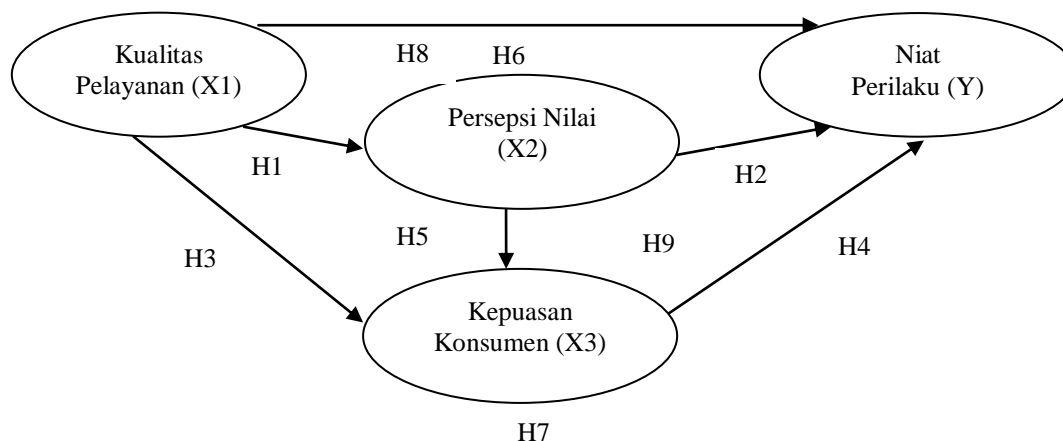 Kualitas
Pelayanan (X1)
H8
H6
Niat
Perilaku (Y)
Persepsi Nilai
(X2)
H1
H2
H3
H5
H9
H4
Kepuasan
Konsumen (X3)
H7